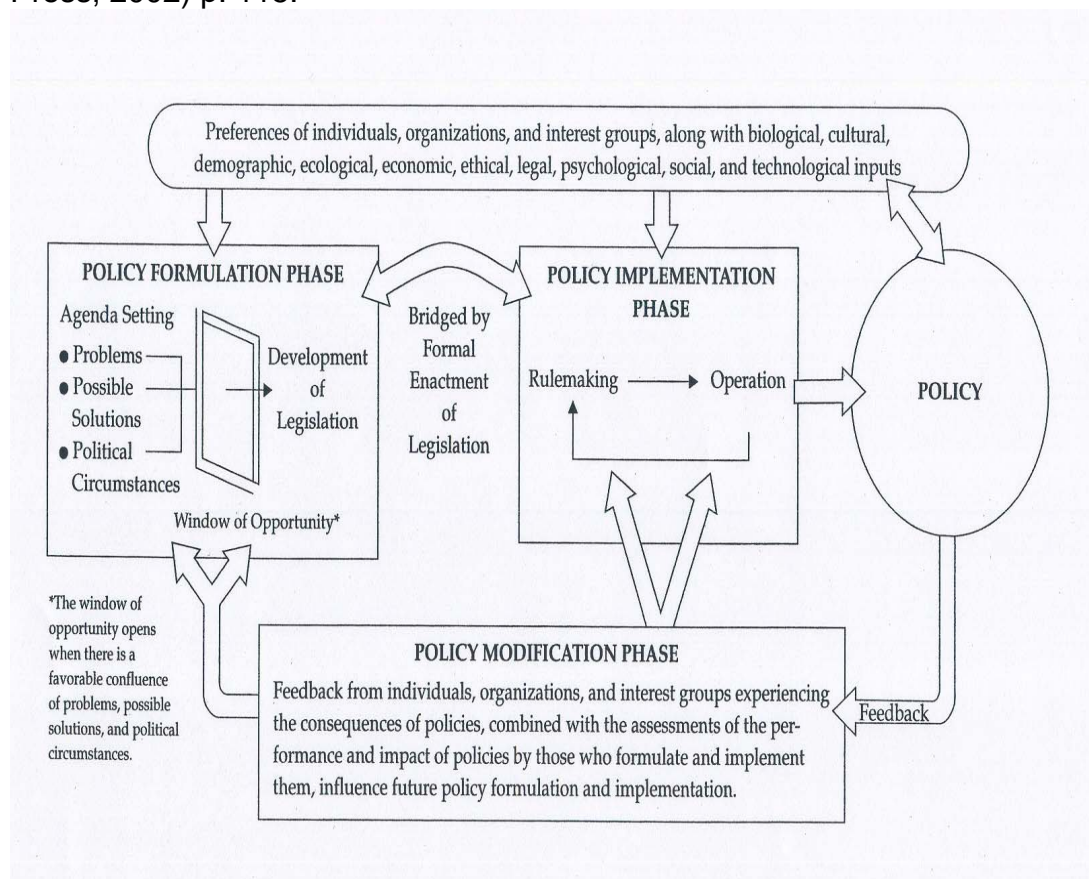 2002) p.
Preferences of individuals, organizations, and interest groups, along with biological, cultural,
demographic, ecological, economic, ethical, legal, psychological, social, and technological inputs
POLICY FORMULATION PHASE
Agenda Setting
● Problems
● Possible
Solutions
● Political
Circumstances
Development
of
Legislation
Window of Opportunity*
Bridged by
Formal
Enactment
of
Legislation
POLICY IMPLEMENTATION
PHASE
Rulemaking
Operation
POLICY
*The window of
opportunity opens
when there is a
favorable confluence
of problems, possible
solutions, and political
circumstances.
POLICY MODIFICATION PHASE
Feedback from individuals, organizations, and interest groups experiencing
the consequences of policies, combined with the assessments of the per-
formance and impact of policies by those who formulate and implement
them, influence future policy formulation and implementation.
Feedback